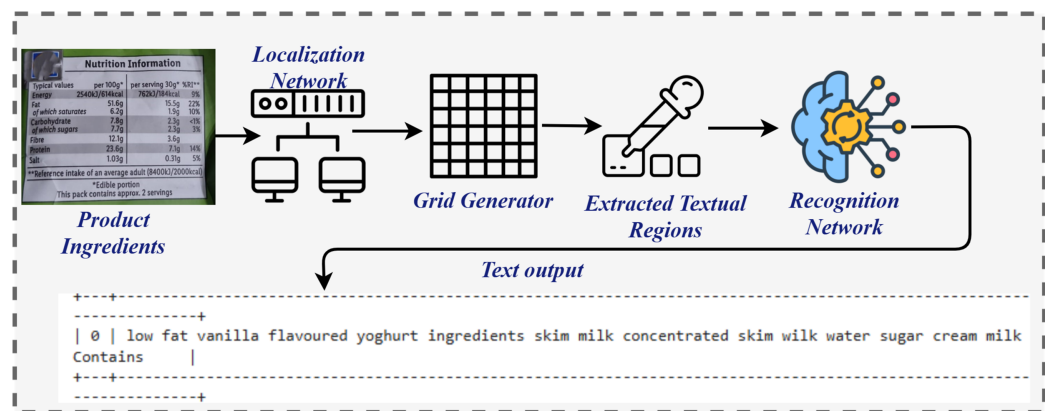 Nutrition Information
Typical values per 100g* per serving 30g* %RI**
Energy 2540kJ/614kcal 762kJ/184kcal 9%
Fat 51.6g 15.5g 22%
of which saturates 6.2g 1.9g 10%
Carbohydrate 7.8g 2.3g <1%
of which sugars 7.7g 2.3g 3%
Fibre 12.1g 3.6g
Protein 23.6g 7.1g 14%
Salt 1.03g 0.31g 5%
**Reference intake of an average adult (8400kJ/2000kcal)
*Edible portion
This pack contains approx. 2 servings
Product
Ingredients
Localization
Network
Grid Generator
Extracted Textual
Regions
Recognition
Network
Text output
+---+--------------------------------------------------------------------------------
--------------+
| 0 | low fat vanilla flavoured yoghurt ingredients skim milk concentrated skim wilk water sugar cream milk
Contains |
+---+--------------------------------------------------------------------------------
--------------+